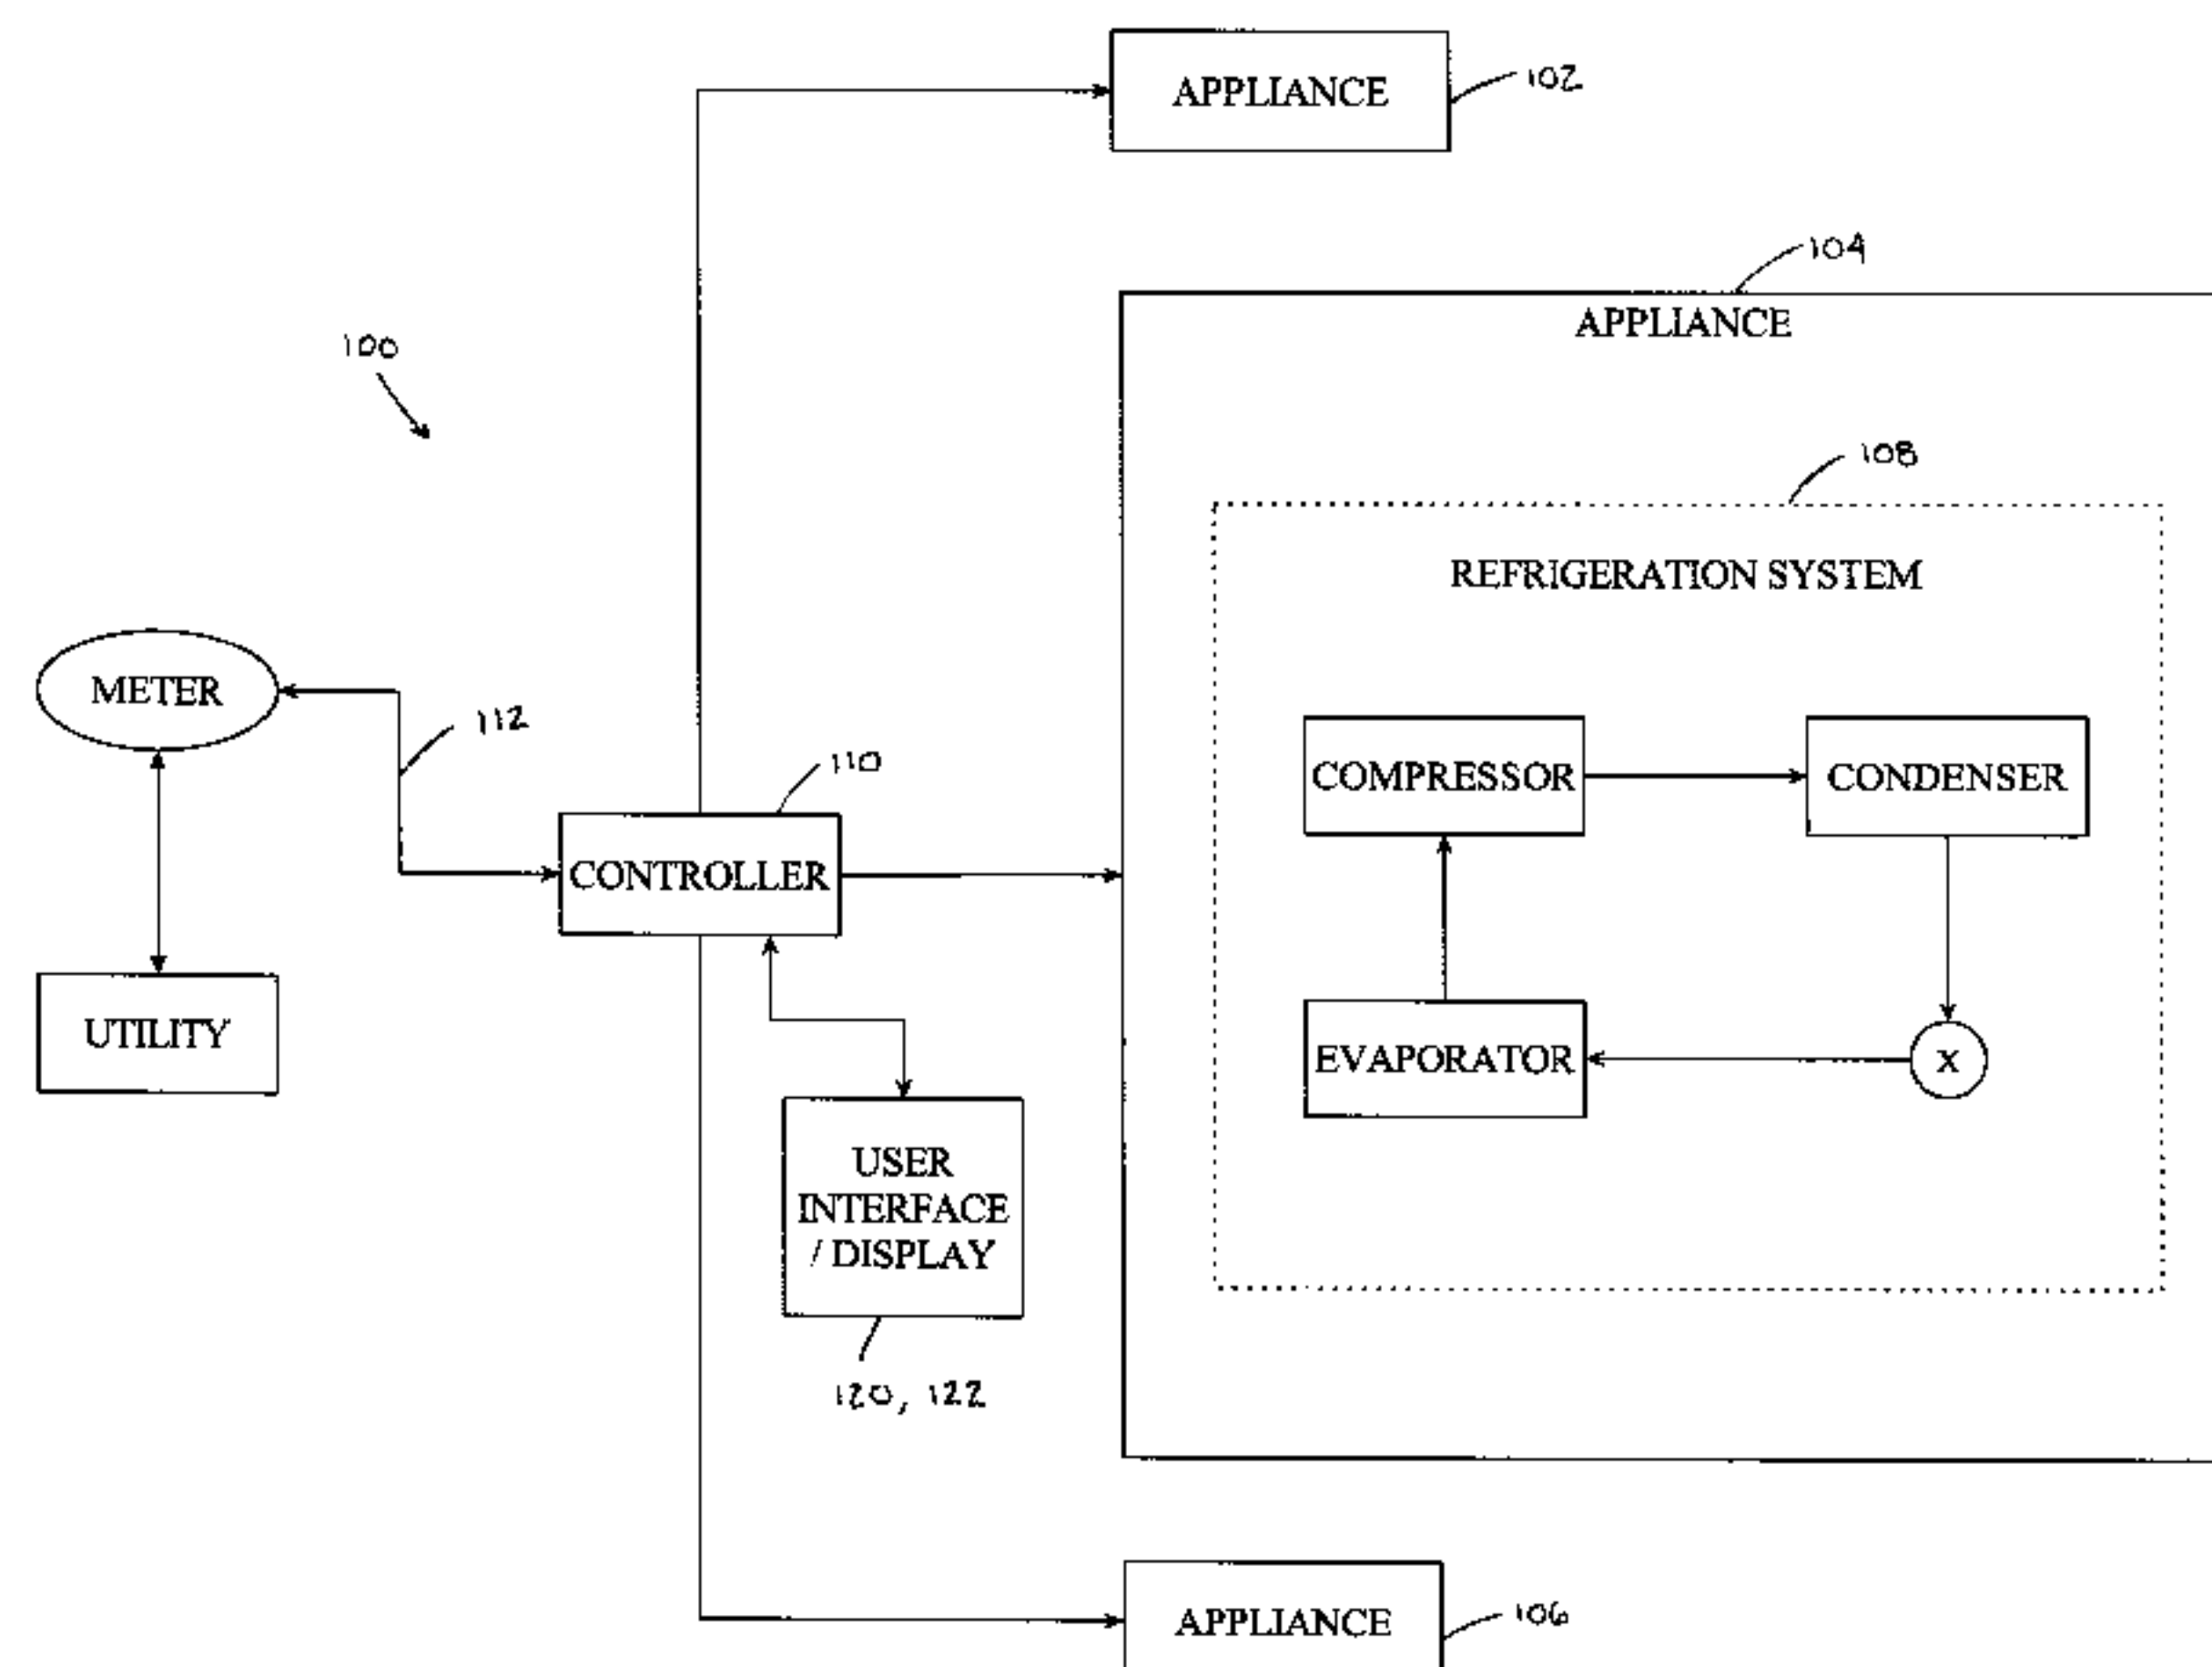 APPLIANCE
102
104
APPLIANCE
100
108
REFRIGERATION SYSTEM
METER
112
110
COMPRESSOR
CONDENSER
CONTROLLER
UTILITY
EVAPORATOR
X
USER
INTERFACE
/ DISPLAY
120, 122
APPLIANCE
106